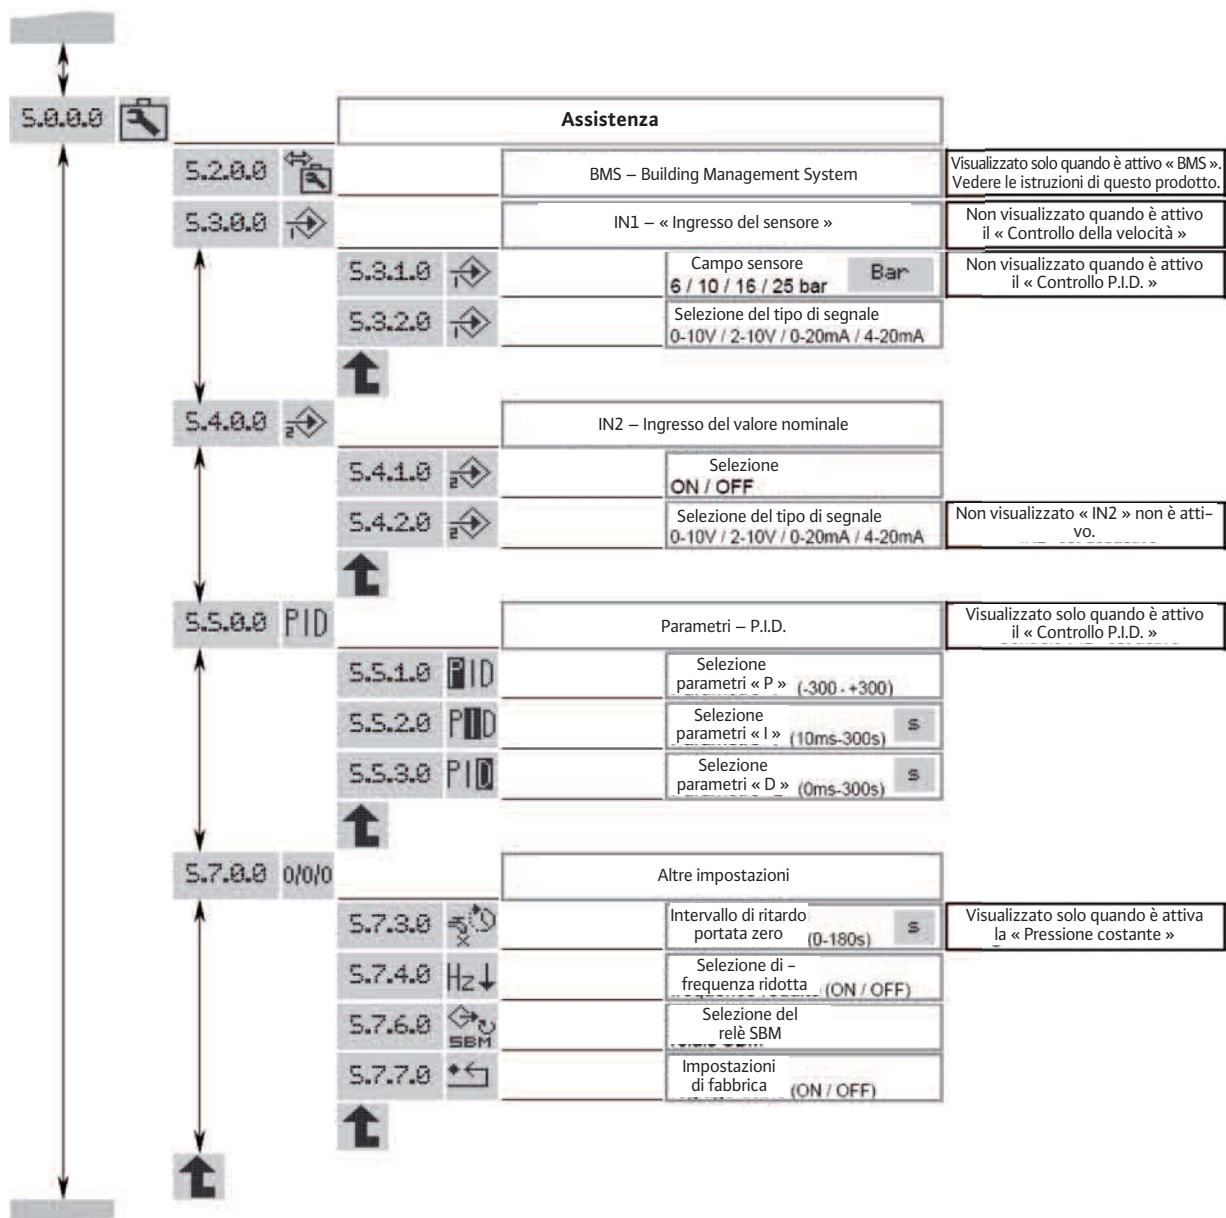 5.0.0.0
Assistenza
5.2.0.0
BMS – Building Management System
Visualizzato solo quando è attivo « BMS ».
Vedere le istruzioni di questo prodotto.
5.3.0.0
1
IN1 – « Ingresso del sensore »
Non visualizzato quando è attivo
il « Controllo della velocità »
5.3.1.0
1
Campo sensore
6 / 10 / 16 / 25 bar
Bar
Non visualizzato quando è attivo
il « Controllo P.I.D. »
5.3.2.0
1
Selezione del tipo di segnale
0-10V / 2-10V / 0-20mA / 4-20mA
5.4.0.0
2
IN2 – Ingresso del valore nominale
5.4.1.0
2
Selezione
ON / OFF
5.4.2.0
2
Selezione del tipo di segnale
0-10V / 2-10V / 0-20mA / 4-20mA
Non visualizzato « IN2 » non è atti–
vo.
5.5.0.0 PID
Parametri – P.I.D.
Visualizzato solo quando è attivo
il « Controllo P.I.D. »
5.5.1.0 PID
Selezione
parametri « P » (-300 - +300)
5.5.2.0 PID
Selezione
parametri « I » (10ms-300s)
s
5.5.3.0 PID
Selezione
parametri « D » (0ms-300s)
s
5.7.0.0 0/0/0
Altre impostazioni
5.7.3.0
Intervallo di ritardo
portata zero (0-180s)
s
Visualizzato solo quando è attiva
la « Pressione costante »
5.7.4.0 Hz
Selezione di –
frequenza ridotta (ON / OFF)
5.7.6.0
SBM
Selezione del
relè SBM
5.7.7.0
Impostazioni
di fabbrica (ON / OFF)